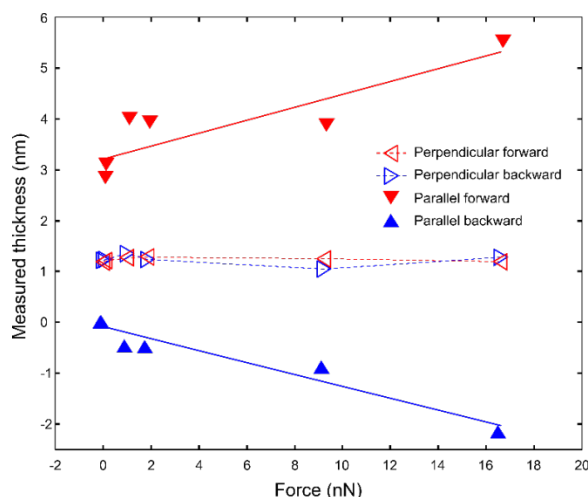 6
5
4
3
2
1
0
-1
-2
Measured thickness (nm)
Perpendicular forward
Perpendicular backward
Parallel forward
Parallel backward
-2 0 2 4 6 8 10 12 14 16 18 20
Force (nN)